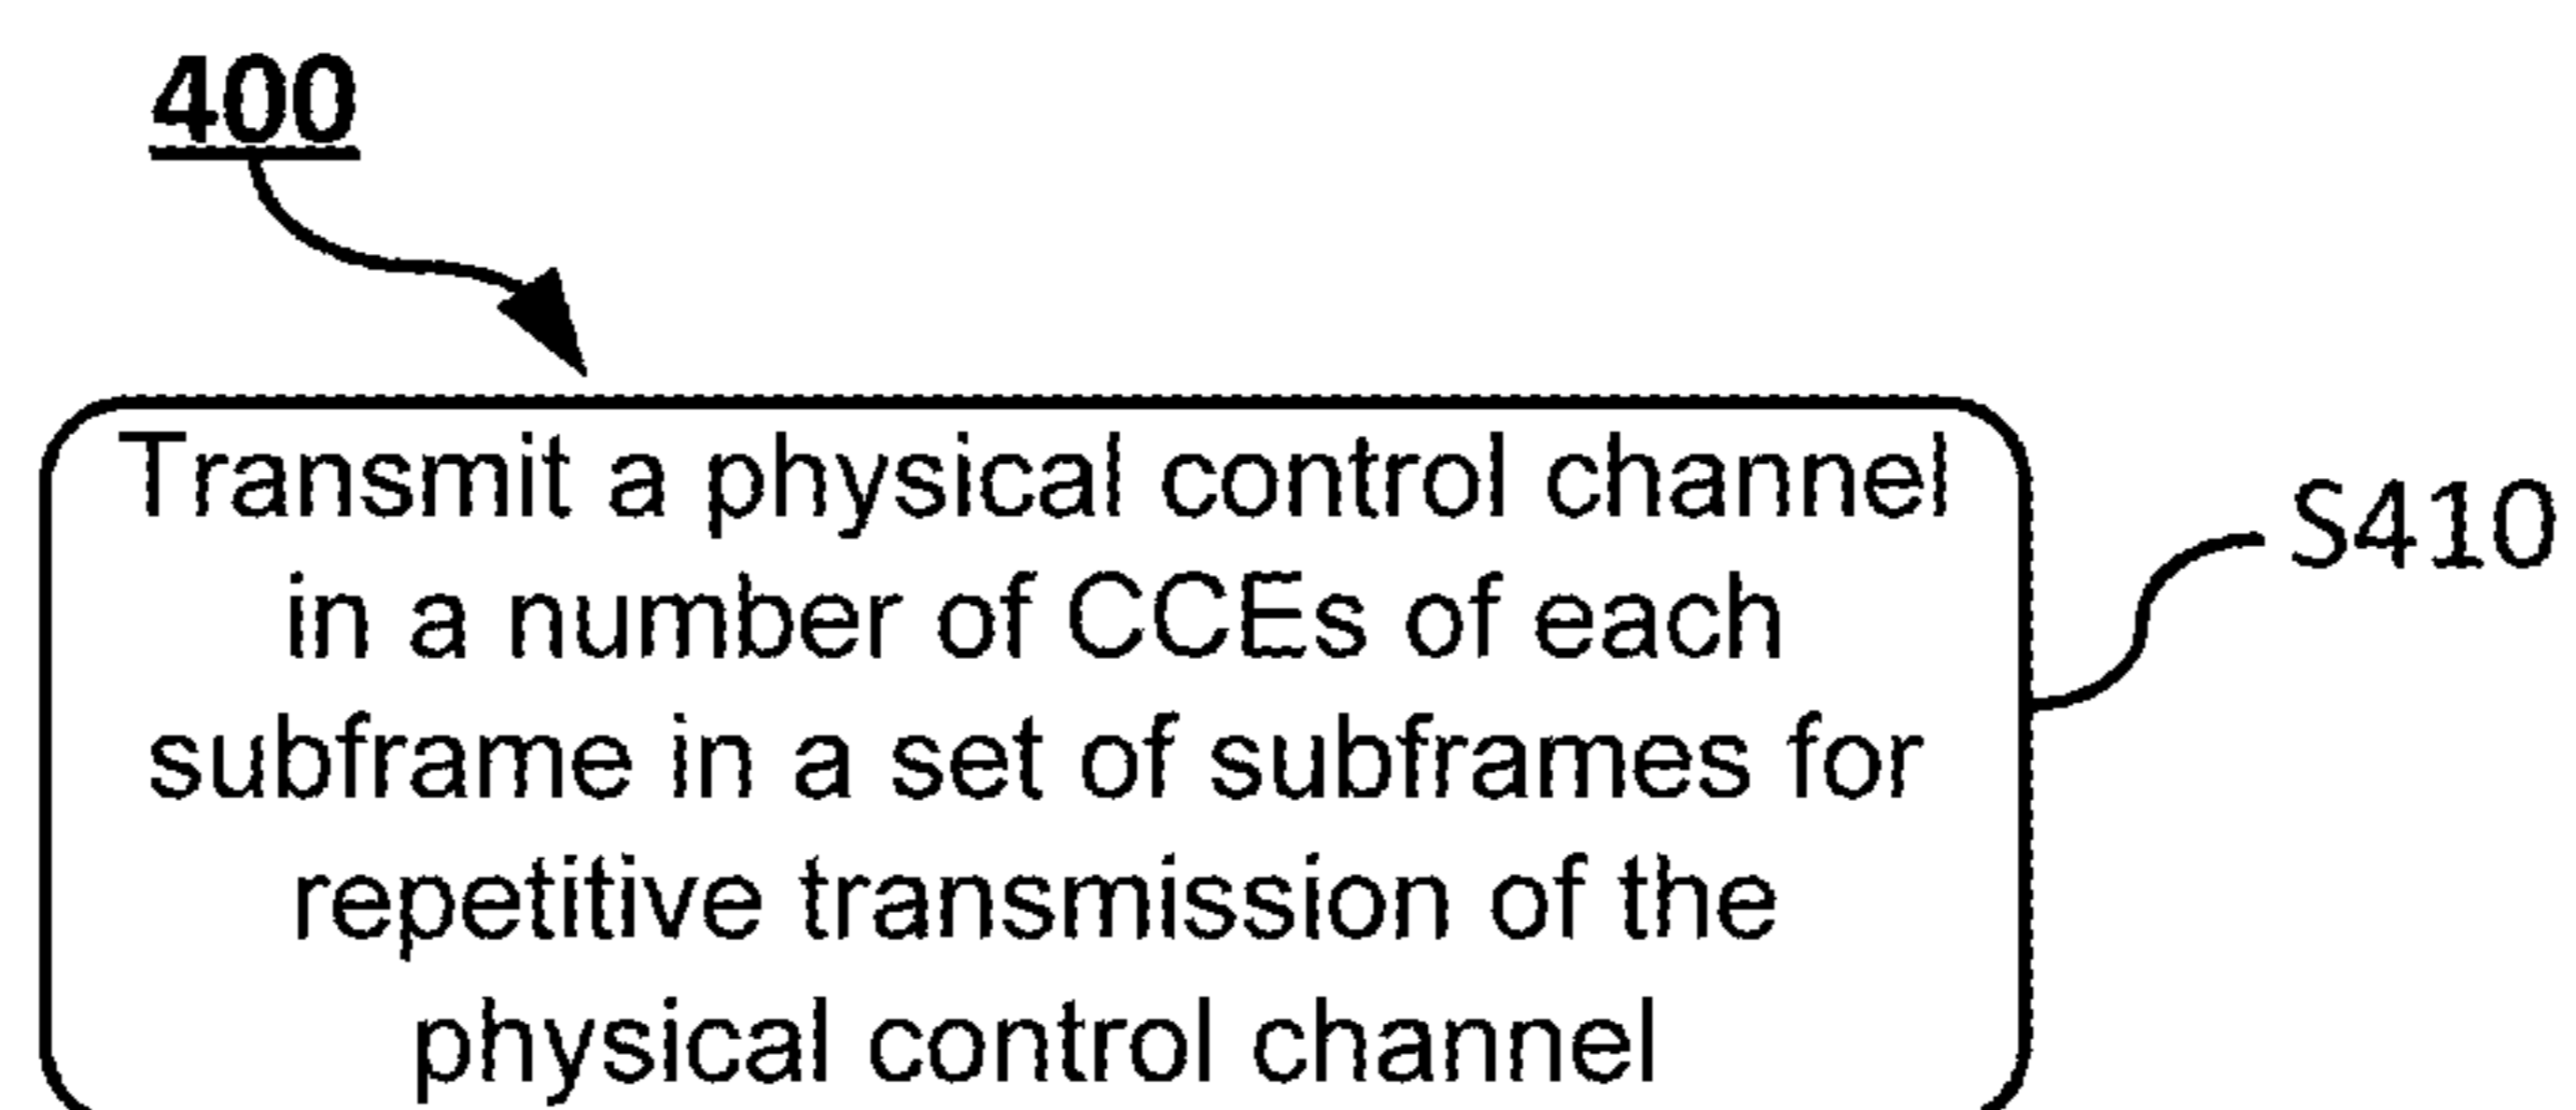 400
Transmit a physical control channel
in a number of CCEs of each
subframe in a set of subframes for
repetitive transmission of the
physical control channel
S410